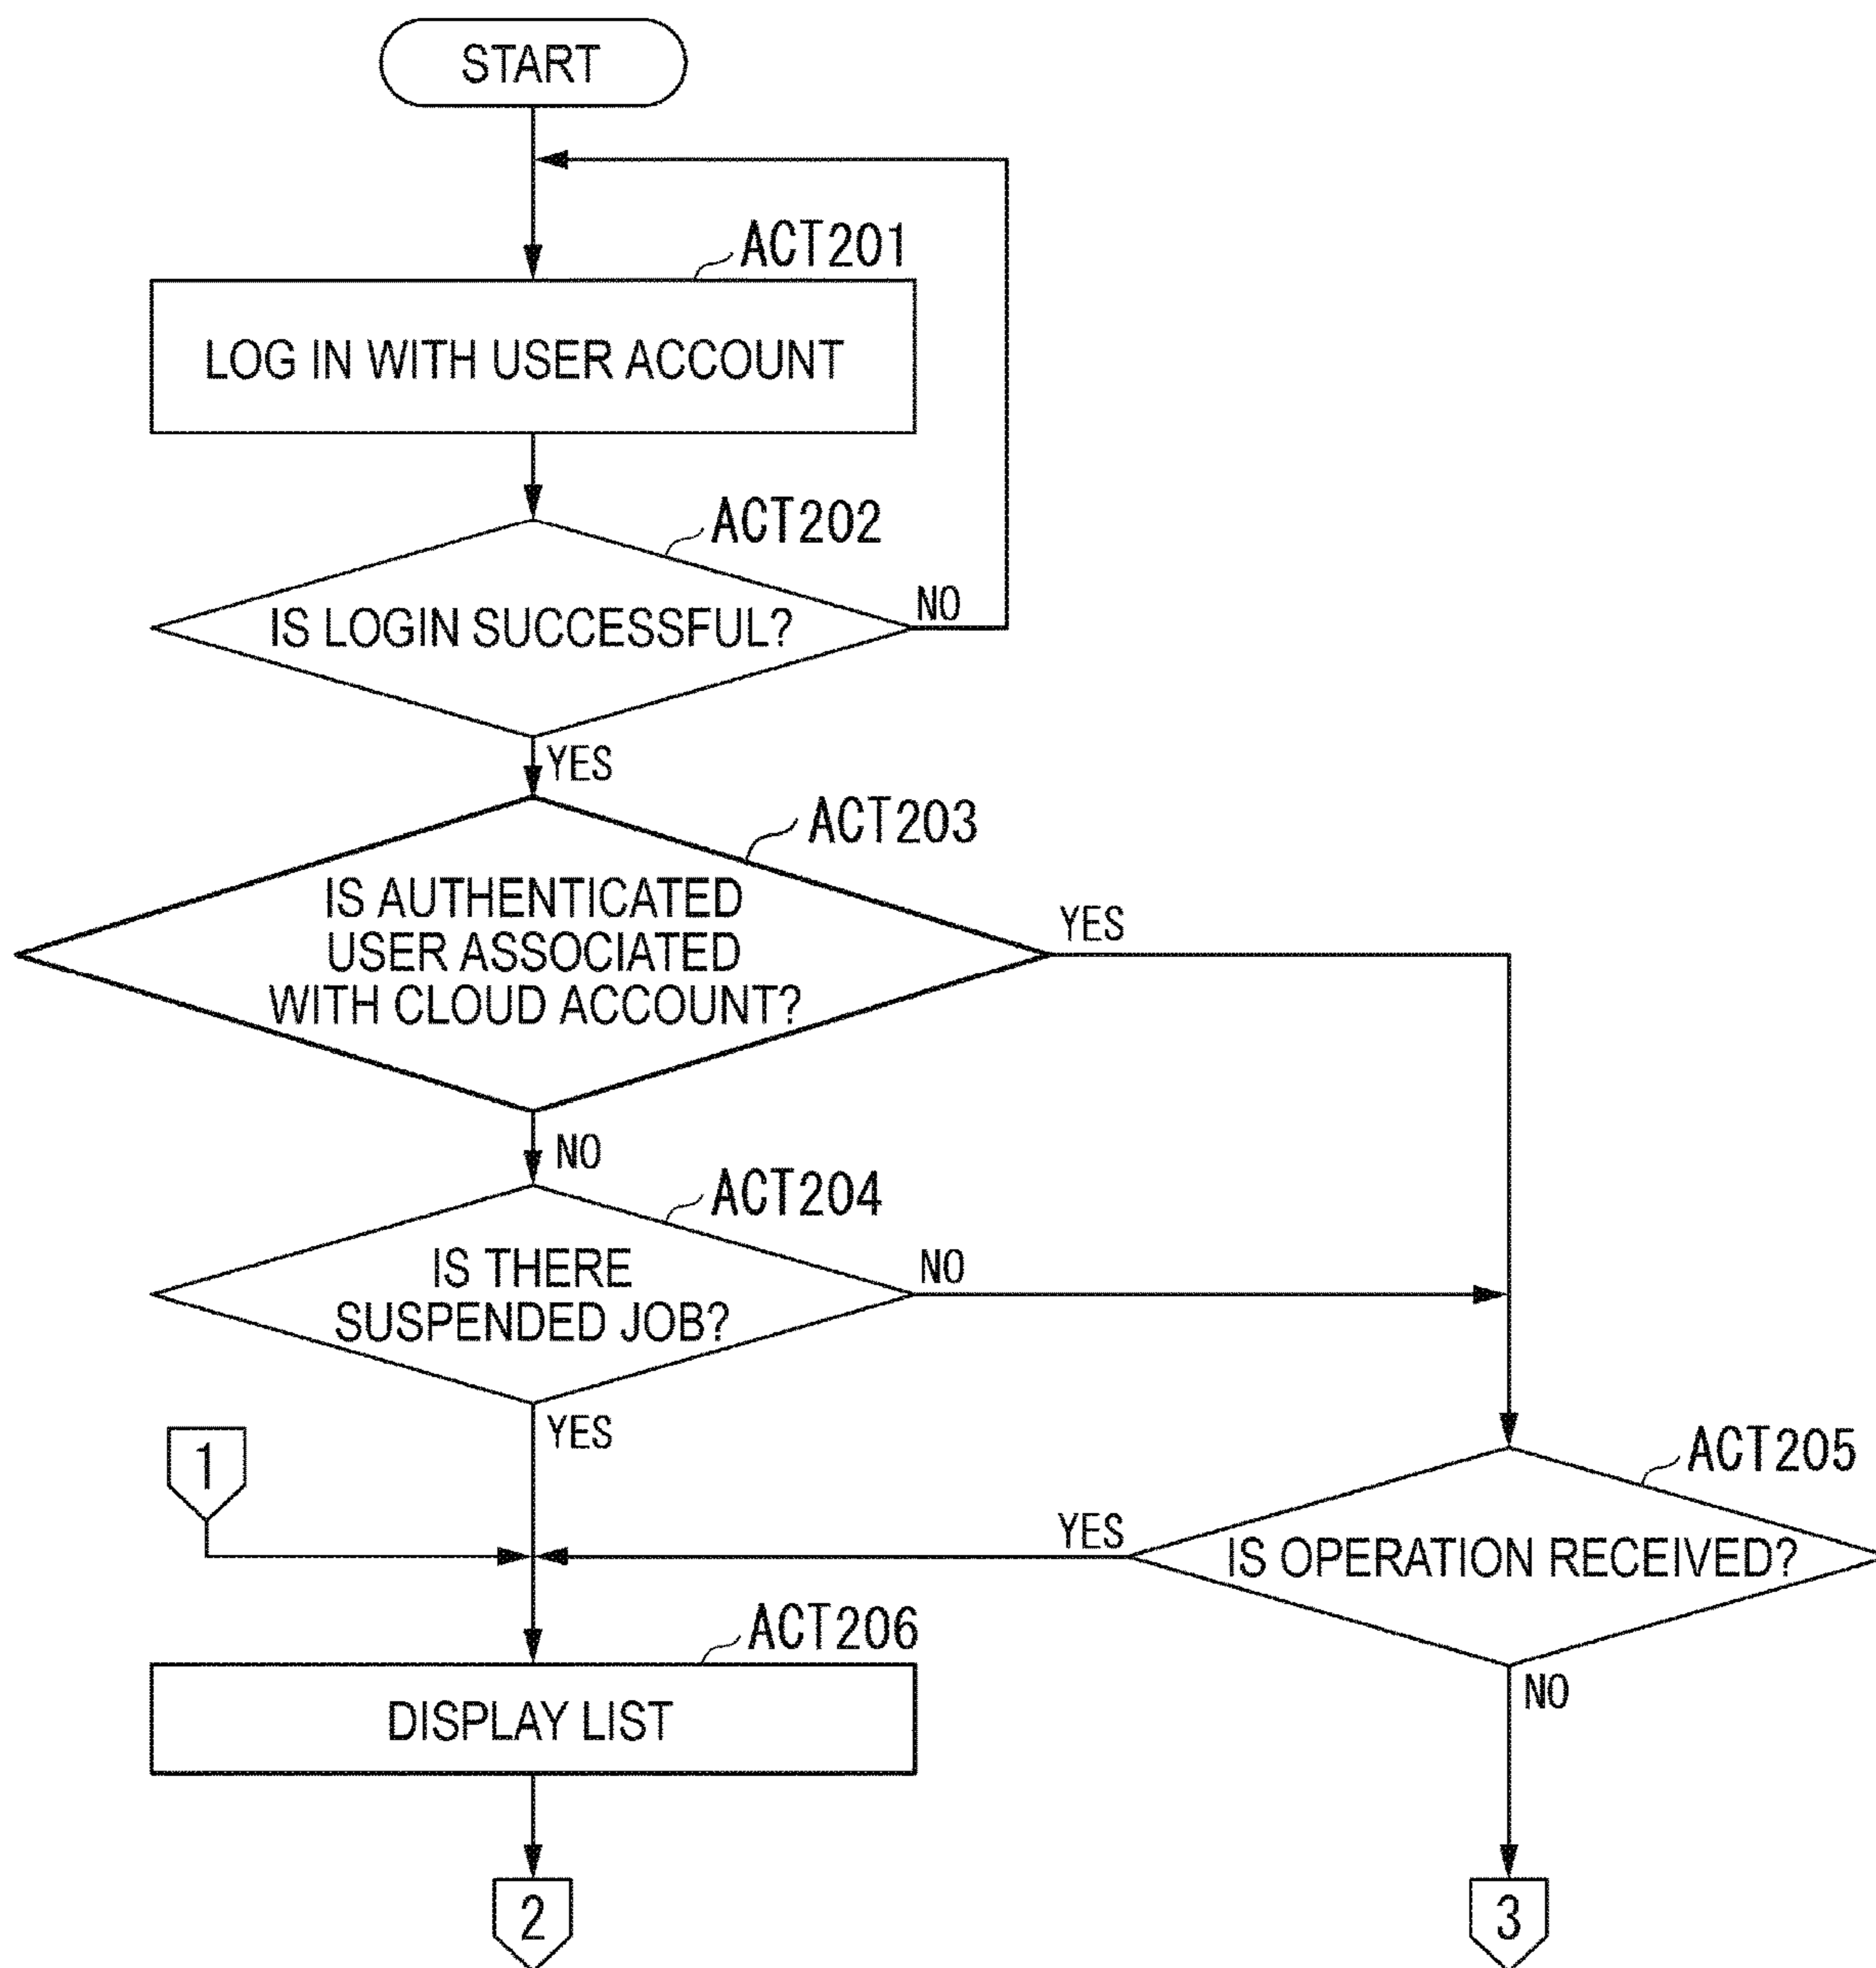 START
ACT201
LOG IN WITH USER ACCOUNT
ACT202
IS LOGIN SUCCESSFUL?
NO
YES
ACT203
IS AUTHENTICATED
USER ASSOCIATED
WITH CLOUD ACCOUNT?
YES
NO
ACT204
IS THERE
SUSPENDED JOB?
NO
YES
1
ACT205
IS OPERATION RECEIVED?
YES
NO
ACT206
DISPLAY LIST
2
3